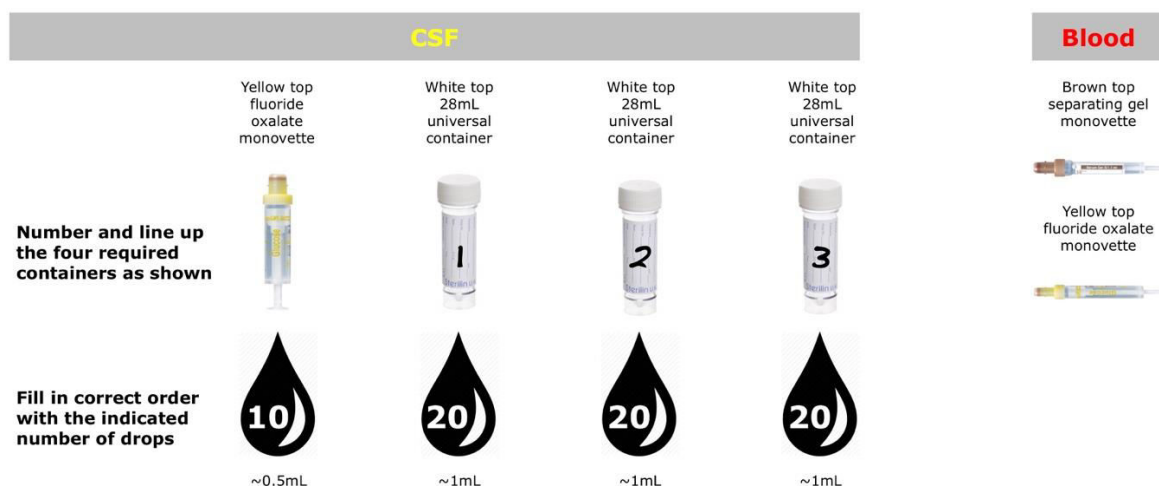 CSF
Blood
Yellow top
fluoride
oxalate
monovette
White top
28mL
universal
container
White top
28mL
universal
container
White top
28mL
universal
container
Brown top
separating gel
monovette
Yellow top
fluoride oxalate
monovette
Number and line up
the four required
containers as shown
1
2
3
Sterilin
Fill in correct order
with the indicated
number of drops
10
20
20
20
~0.5mL
~1mL
~1mL
~1mL